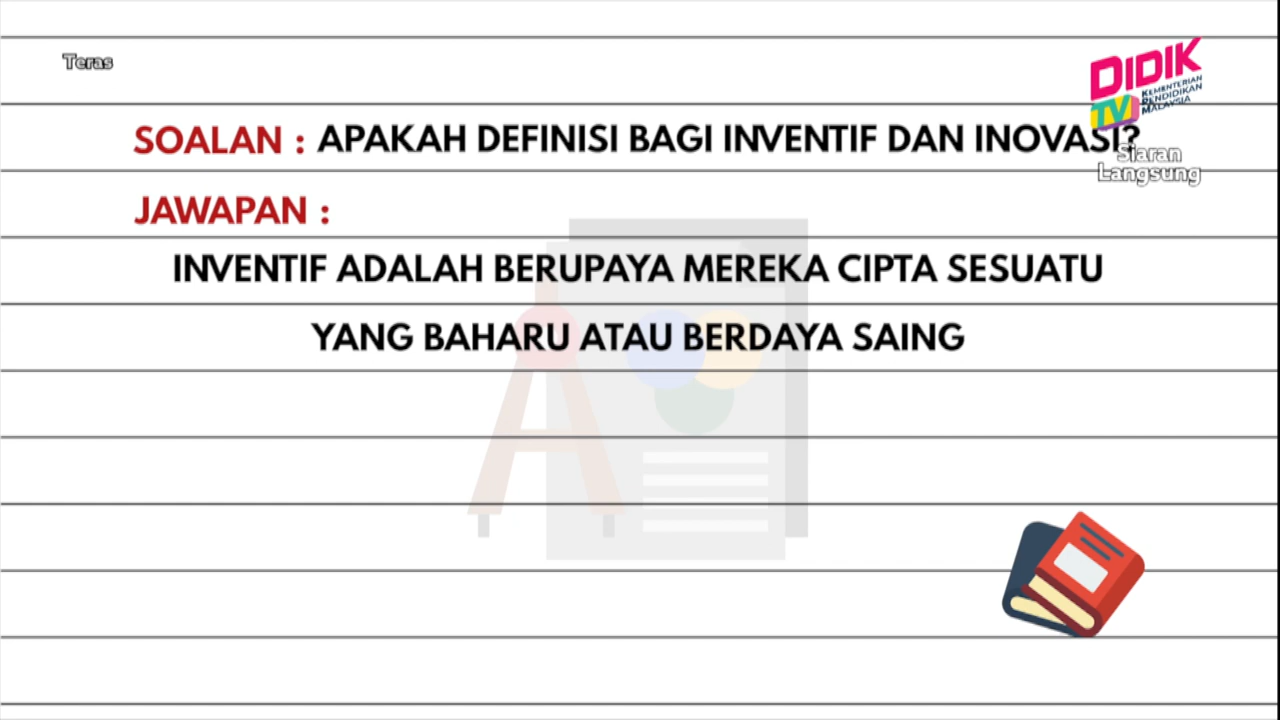 Teras
DIDIK
TV KEMENTERIAN
PENDIDIKAN
MALAYSIA
SOALAN : APAKAH DEFINISI BAGI INVENTIF DAN INOVASI?
Siaran
Langsung
JAWAPAN :
INVENTIF ADALAH BERUPAYA MEREKA CIPTA SESUATU
YANG BAHARU ATAU BERDAYA SAING